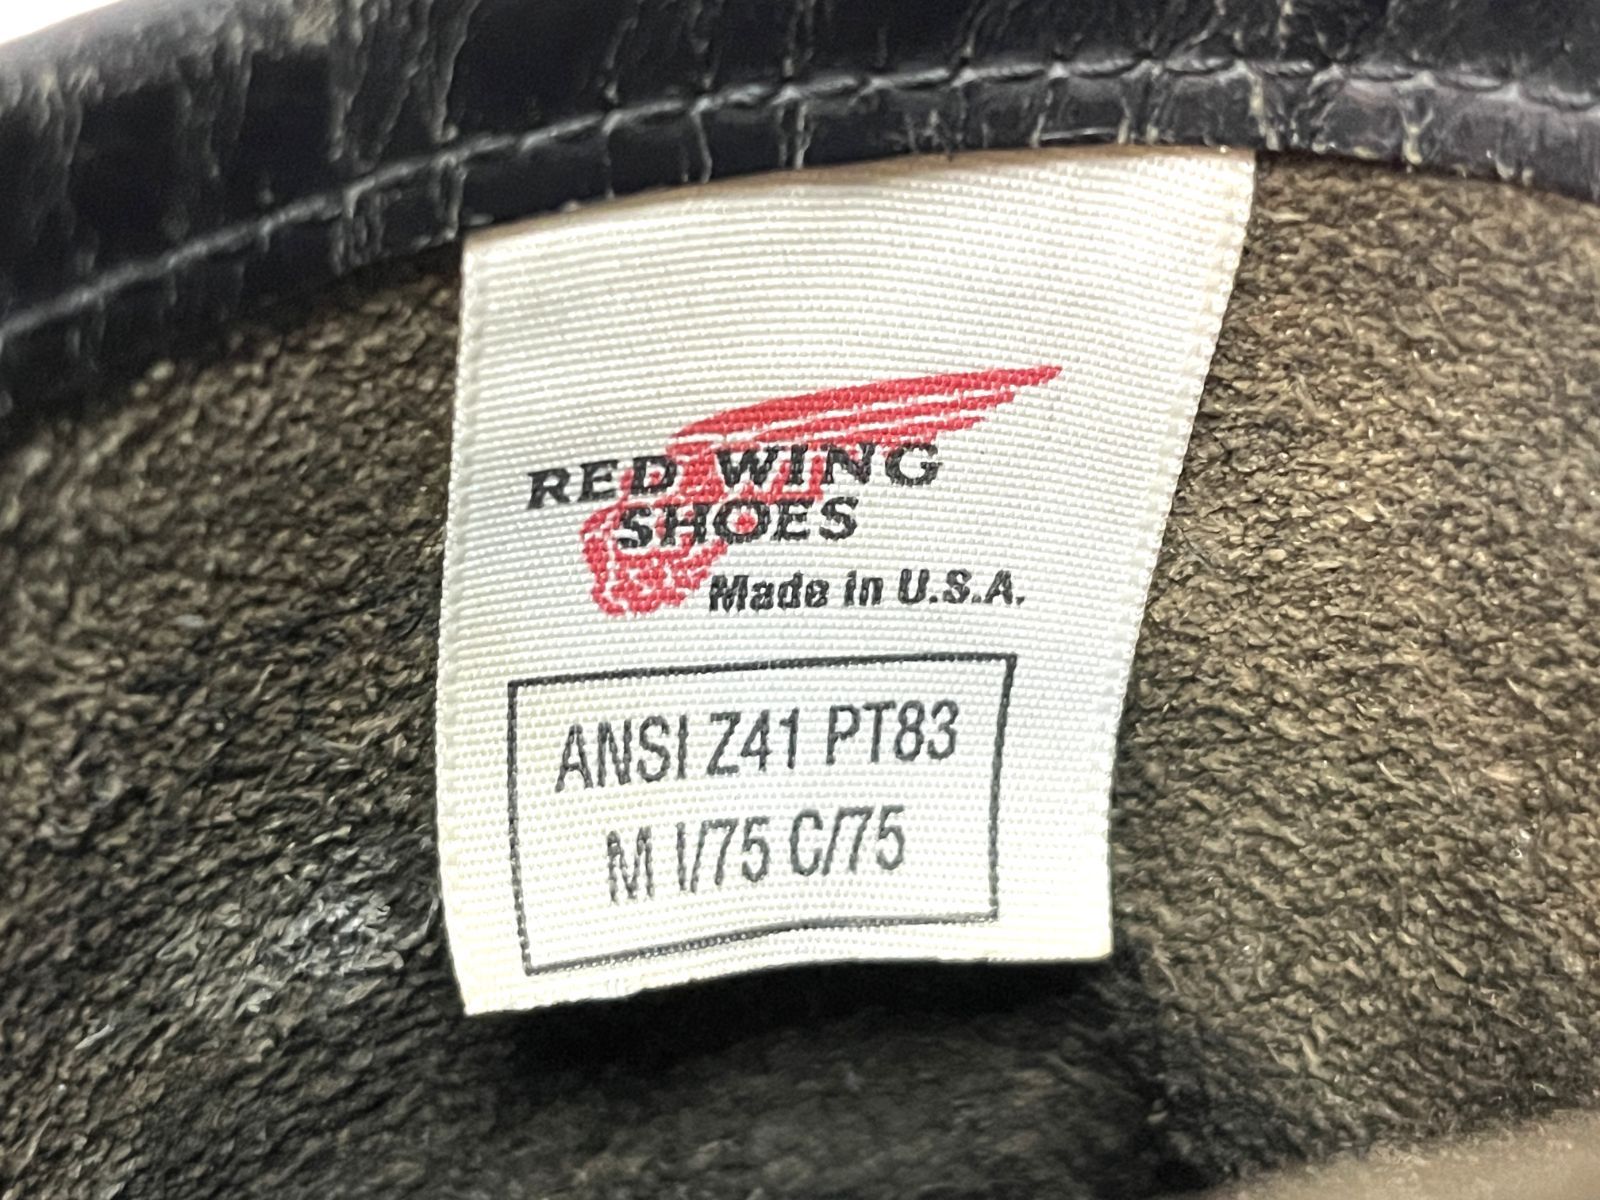 RED WING
SHOES
Made in U.S.A.
ANSI Z41 PT83
M I/75 C/75